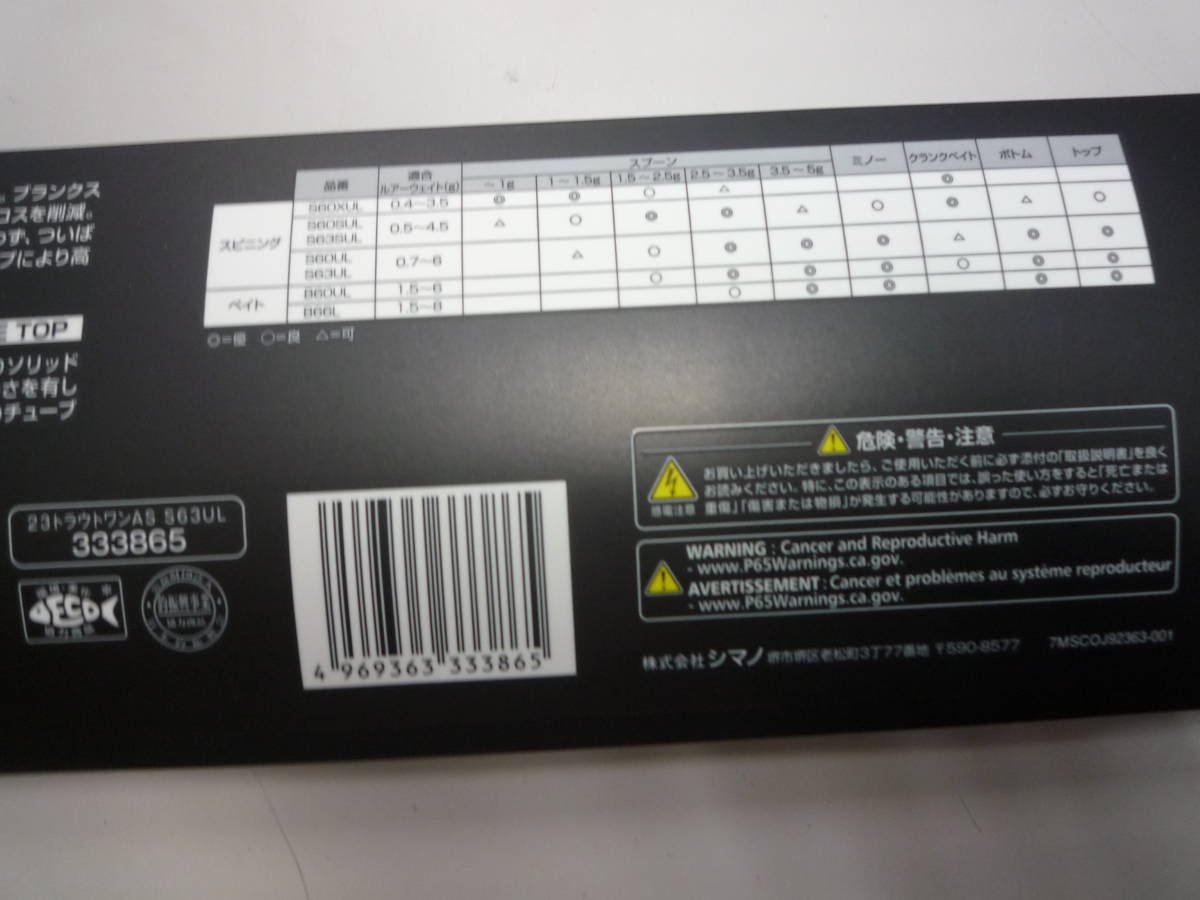 。ブランクス
コスを削減。
わず、ついば
プにより高
E TOP
のソリッド
さを有し
のチューブ
品番 適合ルアーウェイト(g) スプーン ミノー クランクベイト ボトム トップ
～1g 1～1.5g 1.5～2.5g 2.5～3.5g 3.5～5g
スピニング S60XUL 0.4～3.5 ◎ ◎ ○ △ ◎
S60SUL 0.5～4.5 △ ○ ◎ ◎ △ ○ ◎ △ ○
S63SUL
S60UL 0.7～6 △ ○ ◎ ◎ ◎ △ ◎ ◎
S63UL
ベイト B60UL 1.5～6 ○ ◎ ◎ ◎ ○ ◎ ◎
B66L 1.5～8 ○ ◎ ◎ ◎ ◎
◎=優 ○=良 △=可
23トラウトワンAS S63UL
333865
ECO
協力商品
4 969363 333865
危険・警告・注意
感電注意
お買い上げいただきましたら、ご使用いただく前に必ず添付の「取扱説明書」を良く
お読みください。特に、この表示のある項目では、誤った使い方をすると「死亡または
重傷」「傷害または物損」が発生する可能性がありますので、必ずお守りください。
WARNING : Cancer and Reproductive Harm
- www.P65Warnings.ca.gov.
AVERTISSEMENT : Cancer et problèmes au système reproducteur
- www.P65Warnings.ca.gov.
株式会社シマノ 堺市堺区老松町3丁77番地 〒590-8577 7MSCOJ92363-001